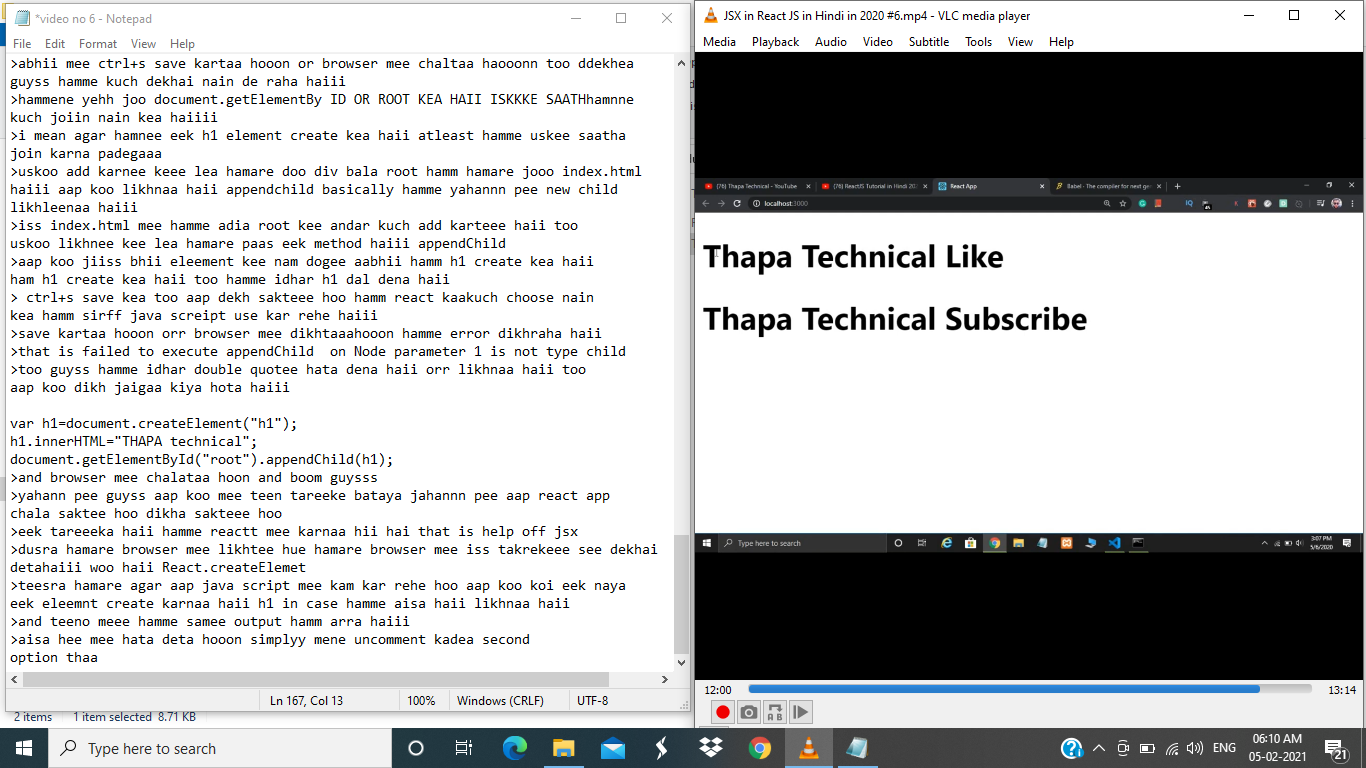 *video no 6 - Notepad
File Edit Format View Help
>abhii mee ctrl+s save kartaa hooon or browser mee chaltaa haooonn too ddekhea
guyss hamme kuch dekhai nain de raha haiii
>hammene yehh joo document.getElementBy ID OR ROOT KEA HAII ISKKKE SAATHhamnne
kuch joiin nain kea haiiii
>i mean agar hamnee eek h1 element create kea haii atleast hamme uskee saatha
join karna padegaaa
>uskoo add karnee keee lea hamare doo div bala root hamm hamare jooo index.html
haiii aap koo likhnaa haii appendchild basically hamme yahannn pee new child
likhleenaa haiii
>iss index.html mee hamme adia root kee andar kuch add karteee haii too
uskoo likhnee kee lea hamare paas eek method haiii appendChild
>aap koo jiiss bhii eleement kee nam dogee aabhii hamm h1 create kea haii
ham h1 create kea haii too hamme idhar h1 dal dena haii
> ctrl+s save kea too aap dekh sakteee hoo hamm react kaakuch choose nain
kea hamm sirff java screipt use kar rehe haiii
>save kartaa hooon orr browser mee dikhtaaahooon hamme error dikhraha haii
>that is failed to execute appendChild  on Node parameter 1 is not type child
>too guyss hamme idhar double quotee hata dena haii orr likhnaa haii too
aap koo dikh jaigaa kiya hota haiii
var h1=document.createElement("h1");
h1.innerHTML="THAPA technical";
document.getElementById("root").appendChild(h1);
>and browser mee chalataa hoon and boom guysss
>yahann pee guyss aap koo mee teen tareeke bataya jahannn pee aap react app
chala saktee hoo dikha sakteee hoo
>eek tareeeka haii hamme reactt mee karnaa hii hai that is help off jsx
>dusra hamare browser mee likhtee hue hamare browser mee iss takrekeee see dekhai
detahaiii woo haii React.createElemet
>teesra hamare agar aap java script mee kam kar rehe hoo aap koo koi eek naya
eek eleemnt create karnaa haii h1 in case hamme aisa haii likhnaa haii
>and teeno meee hamme samee output hamm arra haiii
>aisa hee mee hata deta hooon simplyy mene uncomment kadea second
option thaa
Ln 167, Col 13 100% Windows (CRLF) UTF-8
2 items 1 item selected 8.71 KB
JSX in React JS in Hindi in 2020 #6.mp4 - VLC media player
Media Playback Audio Video Subtitle Tools View Help
(76) Thapa Technical - YouTube (76) ReactJS Tutorial in Hindi 202 React App Babel · The compiler for next ge
localhost:3000
Thapa Technical Like
Thapa Technical Subscribe
Type here to search 3:07 PM
5/6/2020
12:00 13:14
Type here to search ENG 06:10 AM
05-02-2021 21